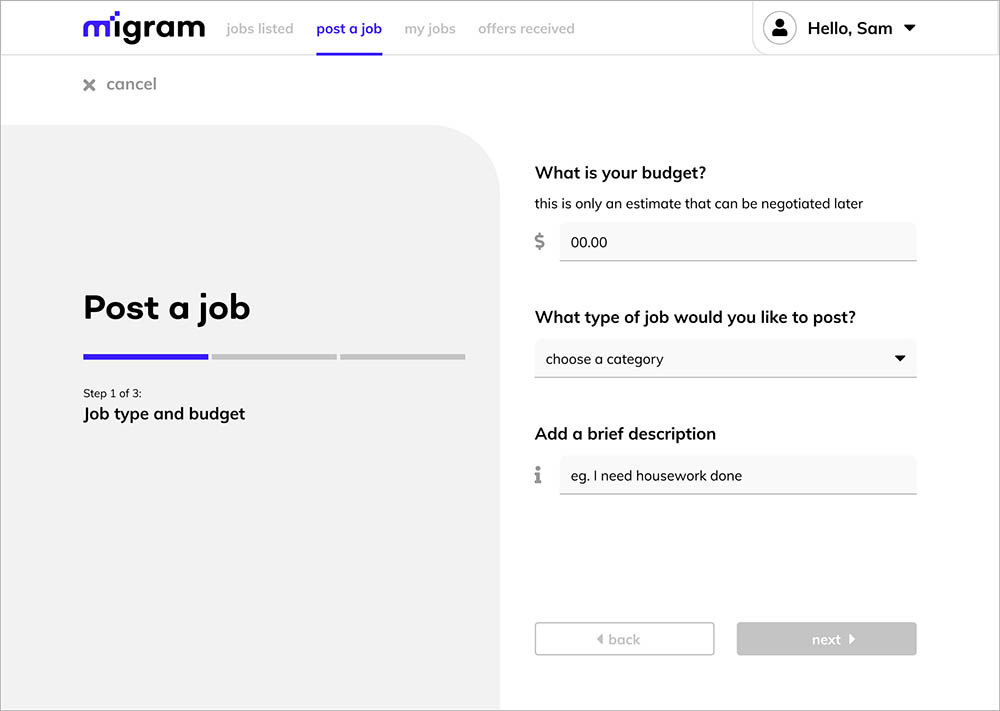 migram
jobs listed
post a job
my jobs
offers received
Hello, Sam
cancel
Post a job
Step 1 of 3:
Job type and budget
What is your budget?
this is only an estimate that can be negotiated later
$ 00.00
What type of job would you like to post?
choose a category
Add a brief description
eg. I need housework done
back
next